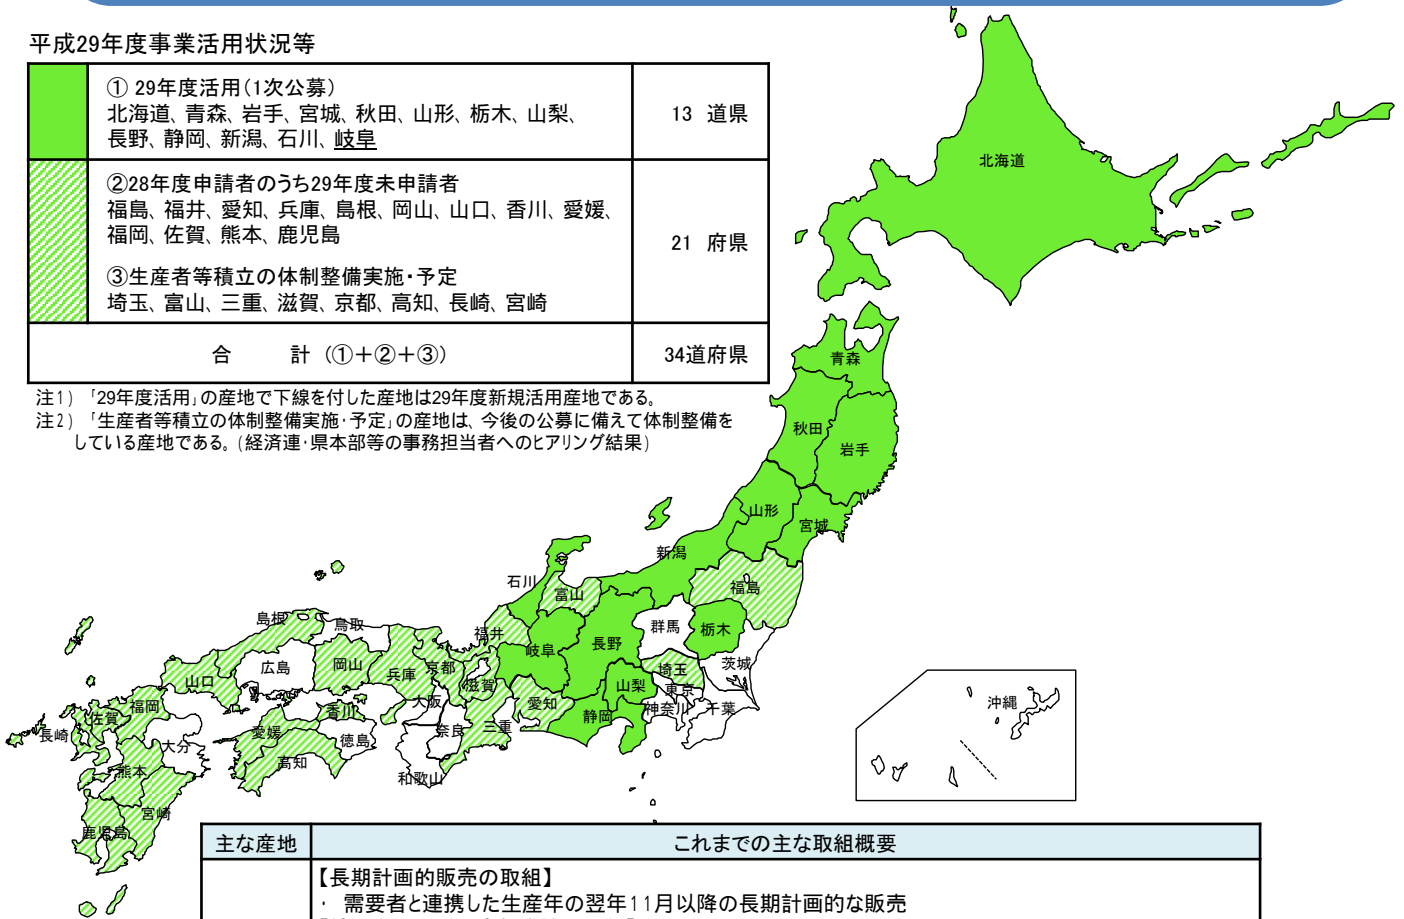 平成29年度事業活用状況等
① 29年度活用(1次公募)
北海道、青森、岩手、宮城、秋田、山形、栃木、山梨、
長野、静岡、新潟、石川、岐阜
13 道県
②28年度申請者のうち29年度未申請者
福島、福井、愛知、兵庫、島根、岡山、山口、香川、愛媛、
福岡、佐賀、熊本、鹿児島
③生産者等積立の体制整備実施・予定
埼玉、富山、三重、滋賀、京都、高知、長崎、宮崎
21 府県
合 計 (①+②+③)
34道府県
注1) 「29年度活用」の産地で下線を付した産地は29年度新規活用産地である。
注2) 「生産者等積立の体制整備実施・予定」の産地は、今後の公募に備えて体制整備を
している産地である。(経済連・県本部等の事務担当者へのヒアリング結果)
北海道
青森
秋田
岩手
山形
宮城
新潟
福島
石川
富山
群馬
栃木
福井
岐阜
長野
茨城
埼玉
山梨
東京
神奈川
千葉
静岡
愛知
島根
鳥取
広島
岡山
兵庫
京都
滋賀
大阪
奈良
三重
和歌山
山口
香川
愛媛
徳島
高知
福岡
佐賀
長崎
大分
熊本
宮崎
鹿児島
沖縄
主な産地
これまでの主な取組概要
【長期計画的販売の取組】
・ 需要者と連携した生産年の翌年11月以降の長期計画的な販売